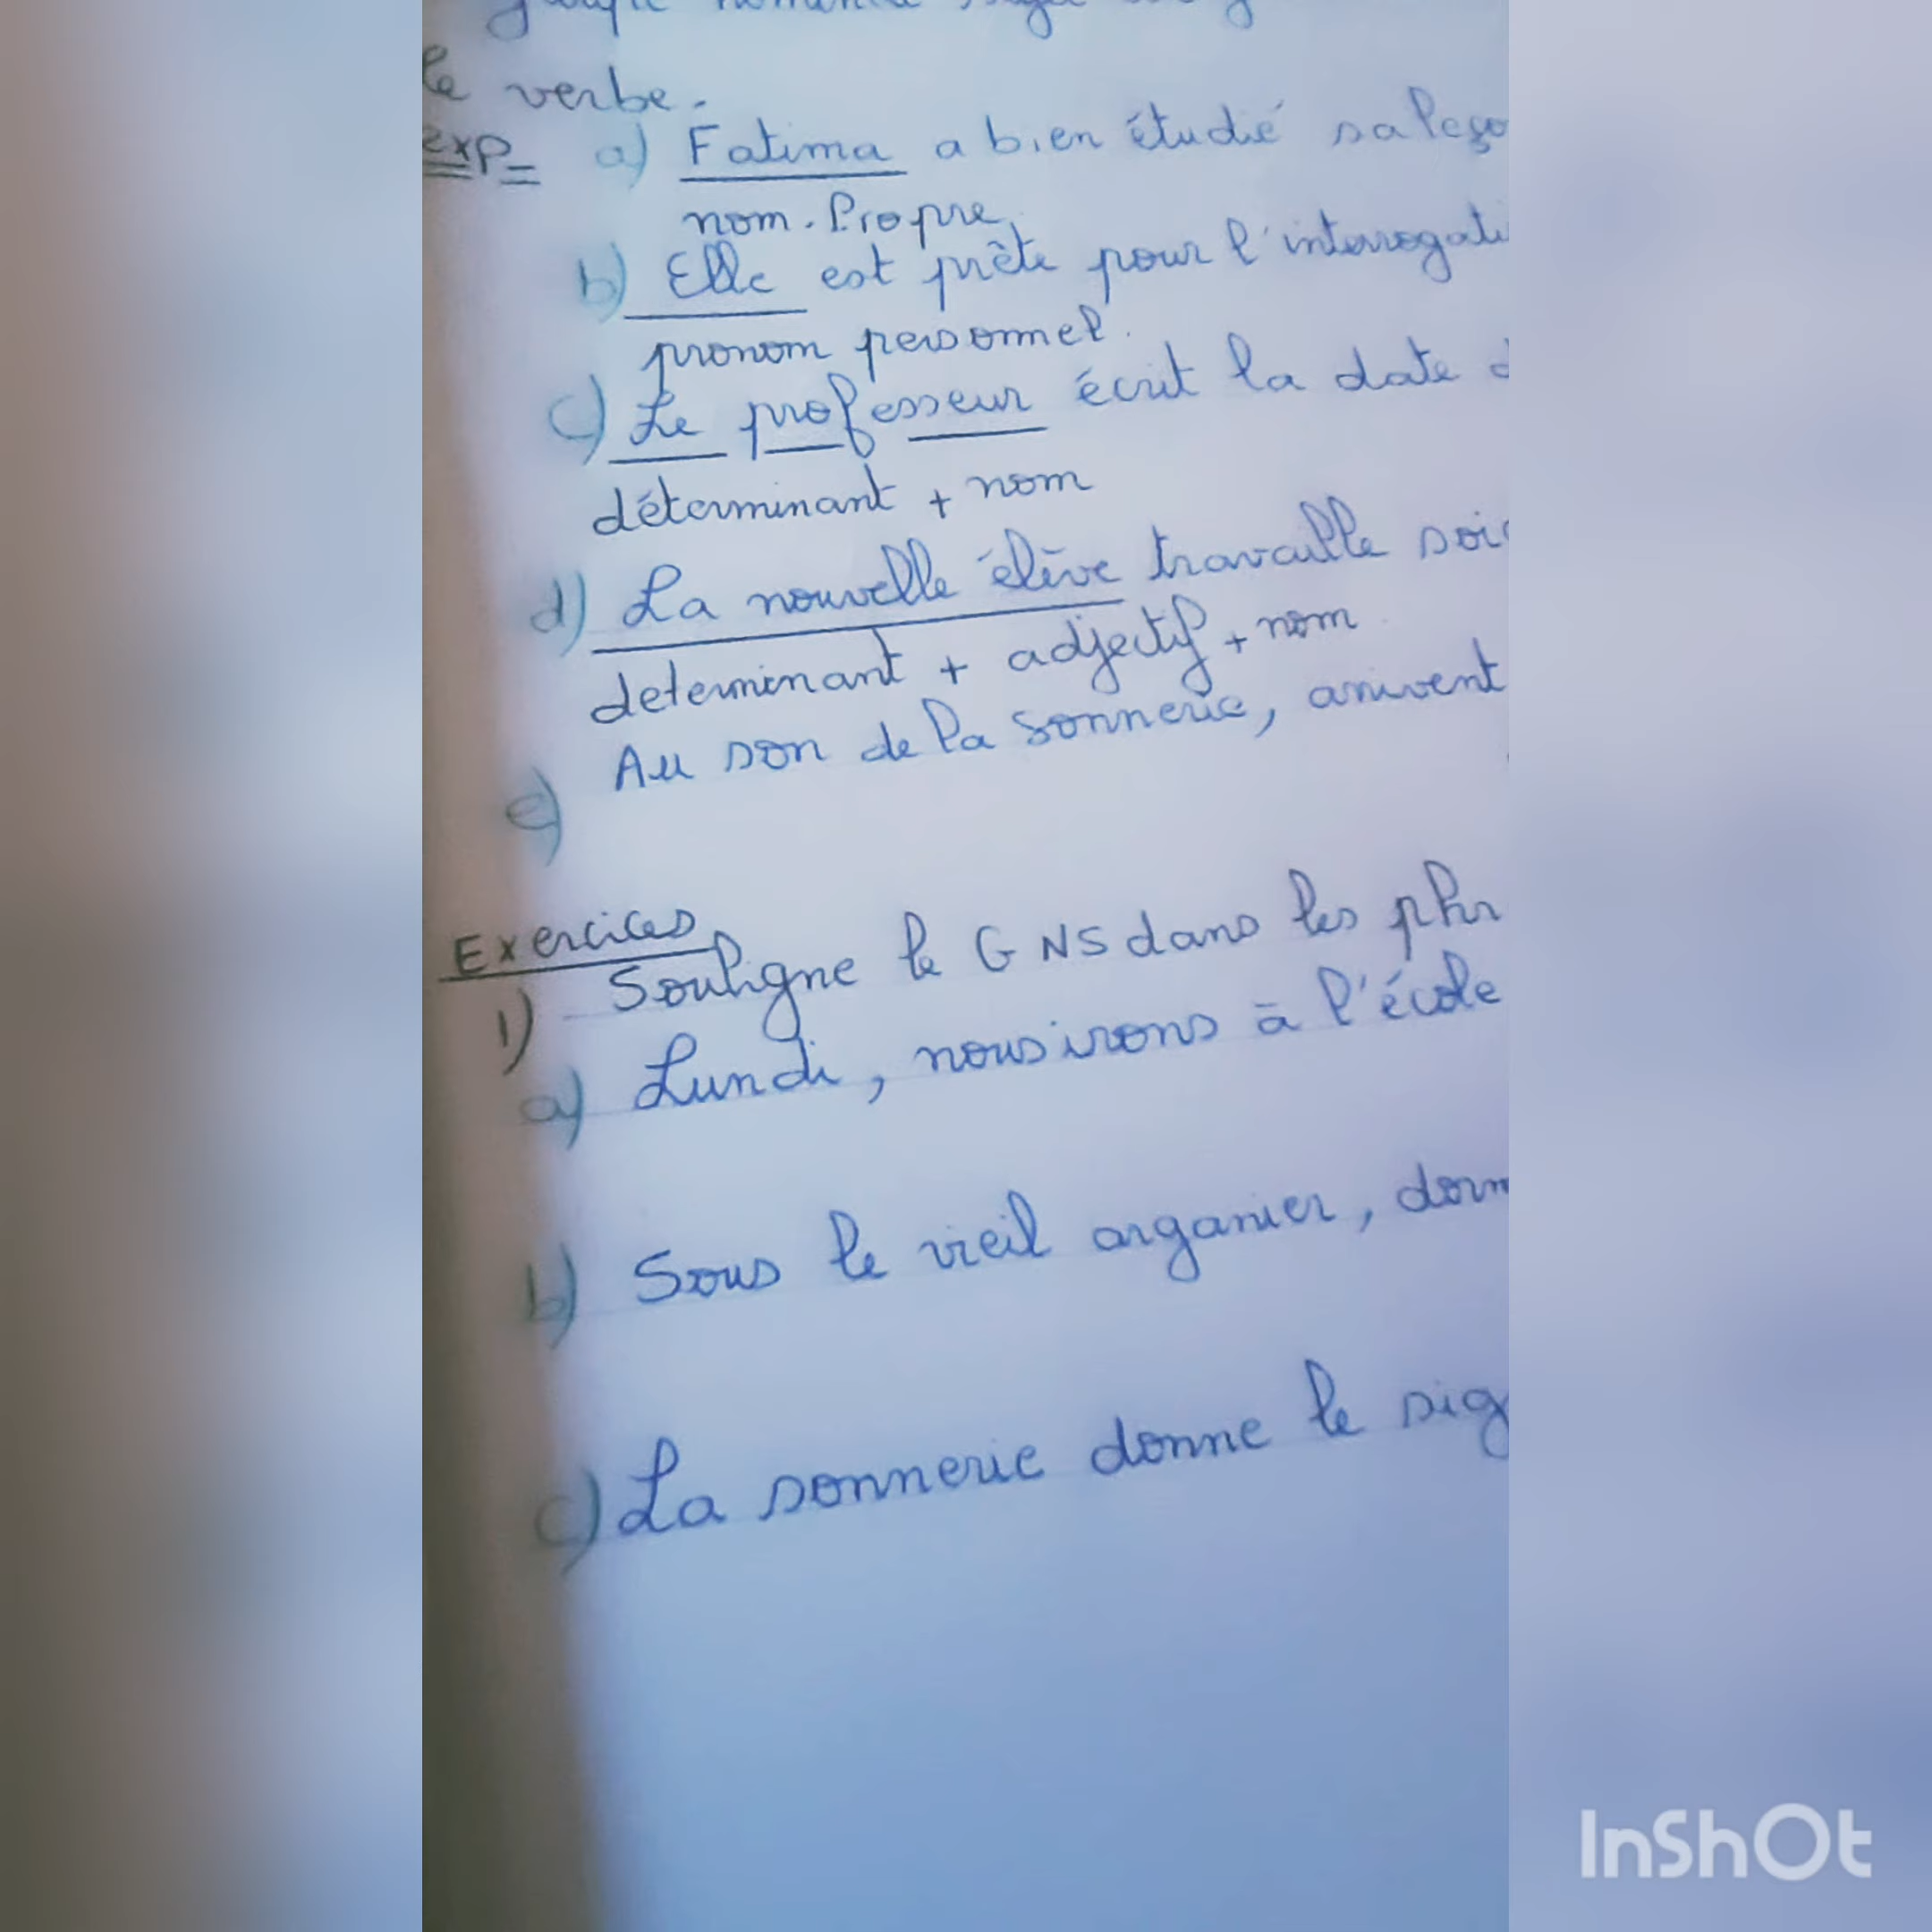 le verbe.
exp= a) Fatima a bien étudié sa leço
nom. Propre
b) Elle est prête pour l'interrogati
pronom personnel.
c) Le professeur écrit la date d
déterminant + nom
d) La nouvelle élève travaille soi
determinant + adjectif + nom
e) Au son de la sonnerie, arrivent
Exercices
1) Souligne le GNS dans les phr
a) Lundi, nous irons à l'école
b) Sous le vieil arganier, dorm
c) La sonnerie donne le sig
InShOt